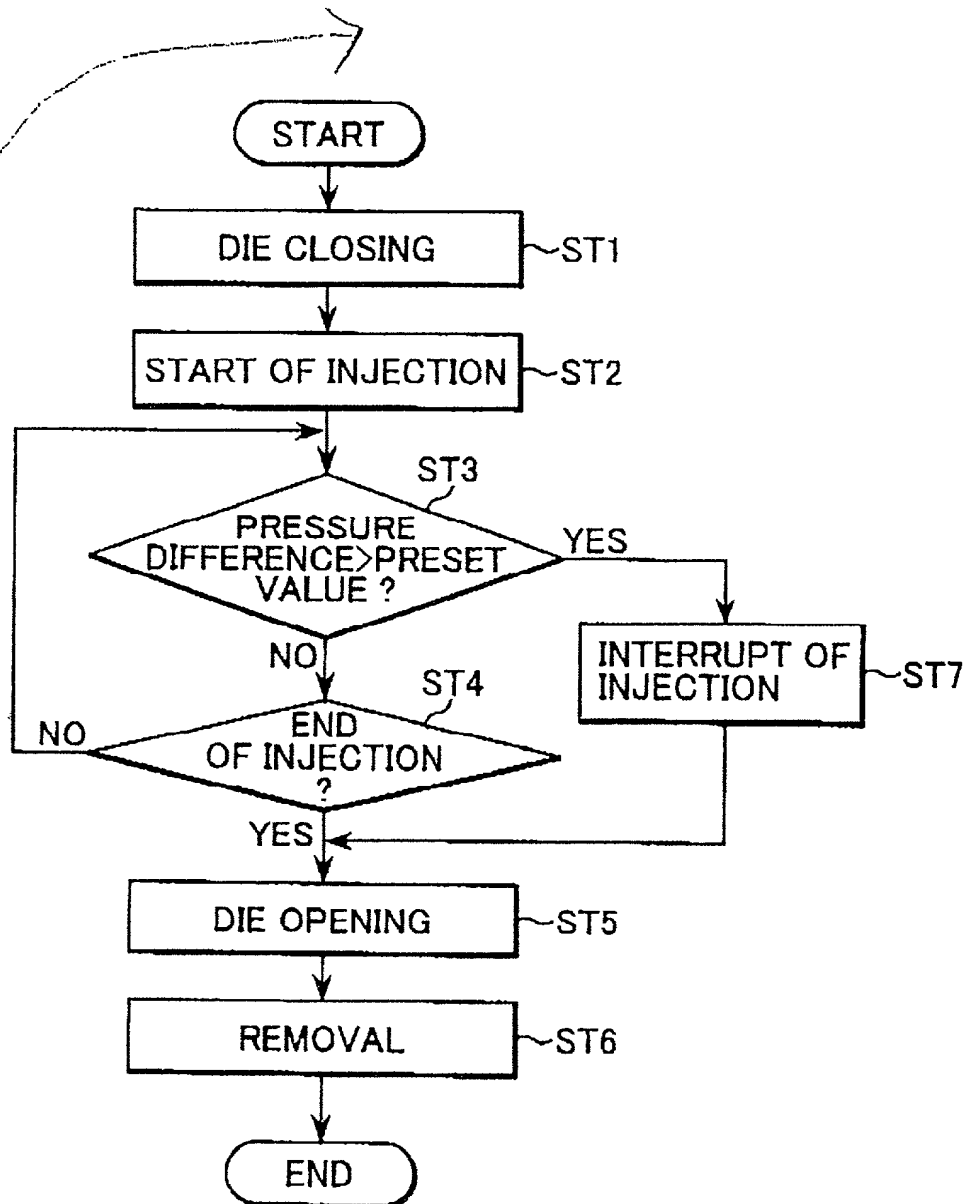 START
DIE CLOSING
ST1
START OF INJECTION
ST2
ST3
PRESSURE
DIFFERENCE>PRESET
VALUE ?
YES
NO
INTERRUPT OF
INJECTION
ST7
ST4
END
OF INJECTION
?
NO
YES
DIE OPENING
ST5
REMOVAL
ST6
END